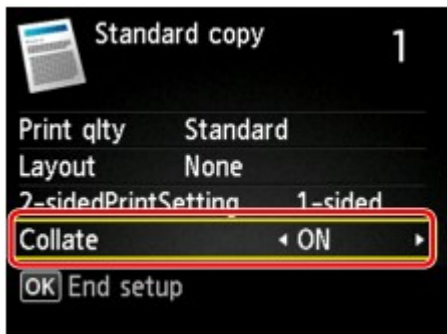 Standard copy 1
Print qlty Standard
Layout None
2-sidedPrintSetting 1-sided
Collate ON
OK End setup